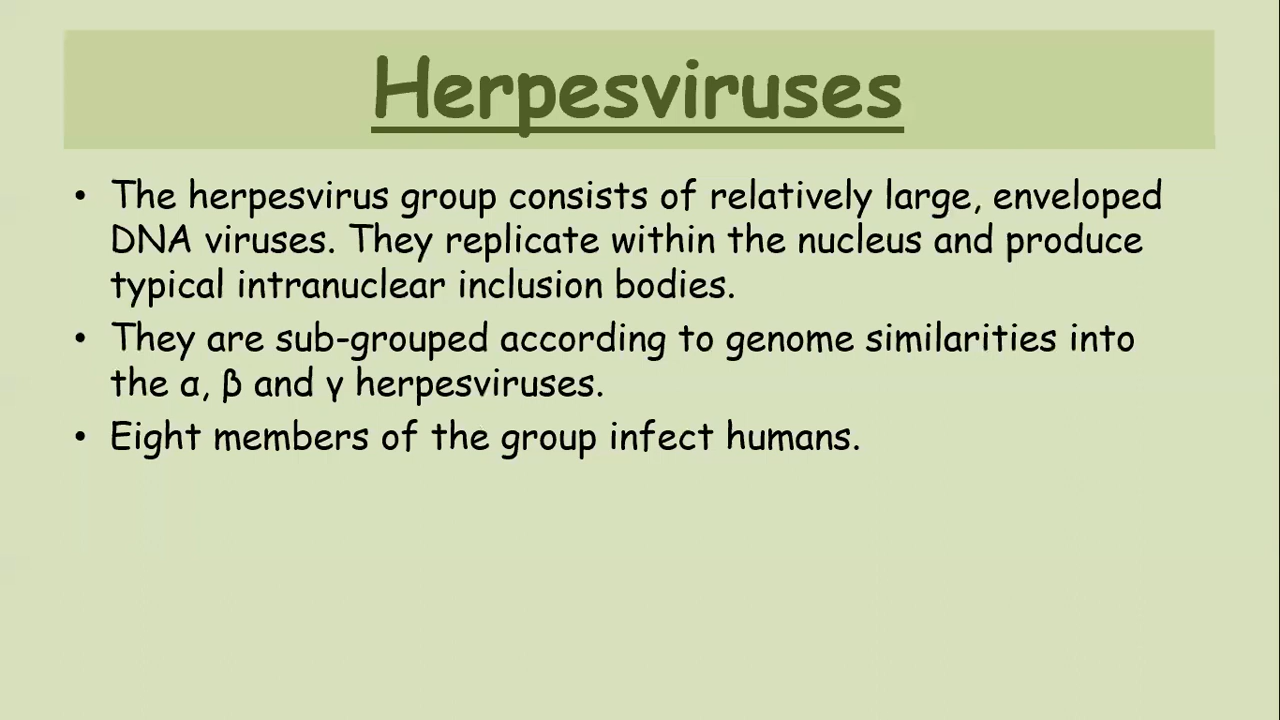 Herpesviruses
• The herpesvirus group consists of relatively large, enveloped
DNA viruses. They replicate within the nucleus and produce
typical intranuclear inclusion bodies.
• They are sub-grouped according to genome similarities into
the α, β and γ herpesviruses.
• Eight members of the group infect humans.